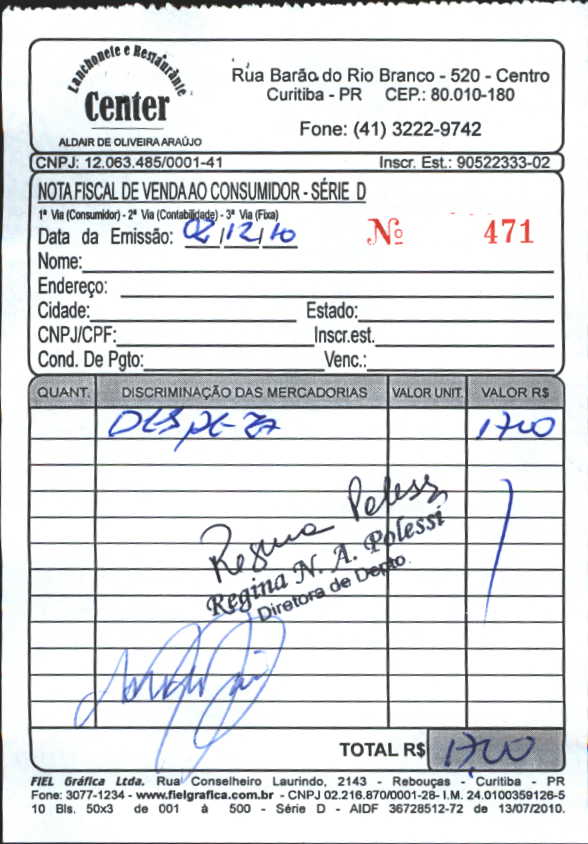 Lanchonete e Restaurante
Center
ALDAIR DE OLIVEIRA ARAÚJO
Rua Barão do Rio Branco - 520 - Centro
Curitiba - PR CEP.: 80.010-180
Fone: (41) 3222-9742
CNPJ: 12.063.485/0001-41 Inscr. Est.: 90522333-02
NOTA FISCAL DE VENDA AO CONSUMIDOR - SÉRIE D
1ª Via (Consumidor) - 2ª Via (Contabilidade) - 3ª Via (Fixa)
Data da Emissão: 02/12/10 Nº 471
Nome:
Endereço:
Cidade: Estado:
CNPJ/CPF: Inscr.est.
Cond. De Pgto: Venc.:
QUANT. DISCRIMINAÇÃO DAS MERCADORIAS VALOR UNIT. VALOR R$
DESPEZA 1700
Regina Polessi
Regina N. A. Polessi
Diretora de Depto.
TOTAL R$ 1700
FIEL Gráfica Ltda. Rua Conselheiro Laurindo, 2143 - Rebouças - Curitiba - PR
Fone: 3077-1234 - www.fielgrafica.com.br - CNPJ 02.216.870/0001-28- I.M. 24.0100359126-5
10 Bls. 50x3 de 001 à 500 - Série D - AIDF 36728512-72 de 13/07/2010.